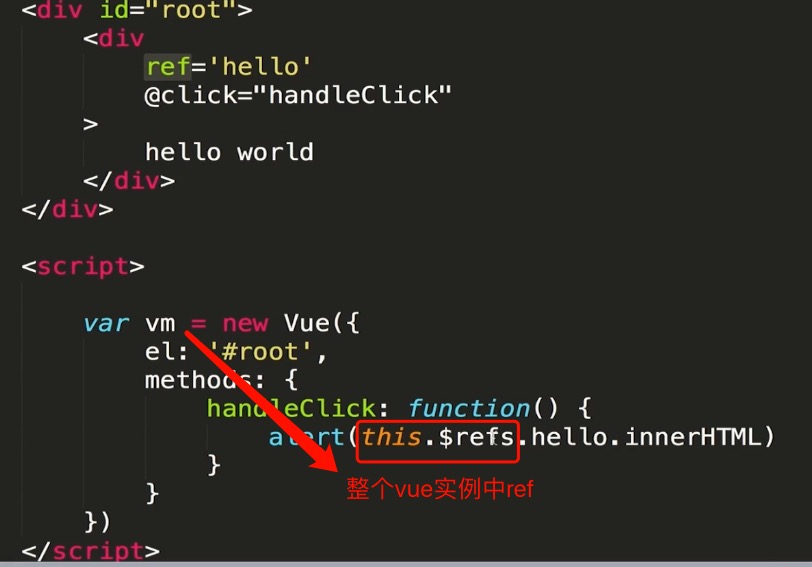 <div id="root">
<div
ref='hello'
@click="handleClick"
>
hello world
</div>
</div>
<script>
var vm = new Vue({
el: '#root',
methods: {
handleClick: function() {
alert(this.$refs.hello.innerHTML)
}
整个vue实例中ref
}
})
</script>